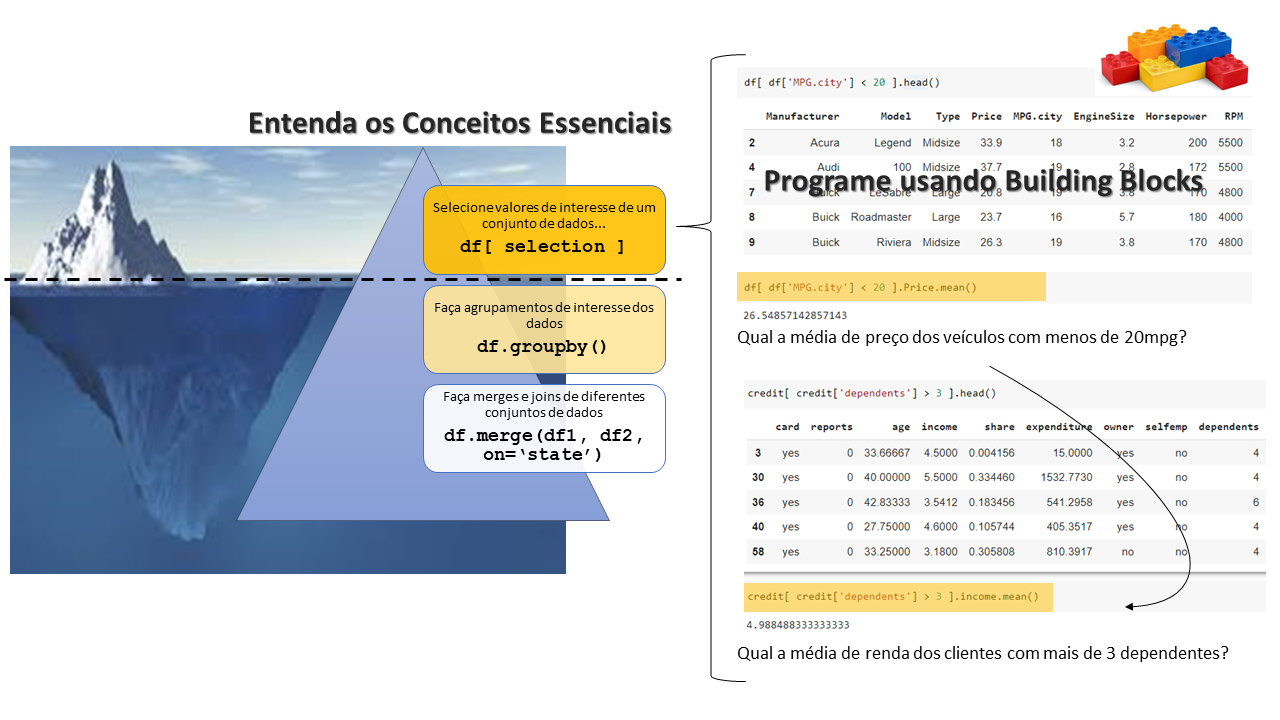 Entenda os Conceitos Essenciais
Selecione valores de interesse de um
conjunto de dados...
df[ selection ]
Faça agrupamentos de interesse dos
dados
df.groupby()
Faça merges e joins de diferentes
conjuntos de dados
df.merge(df1, df2,
on=‘state’)
df[ df['MPG.city'] < 20 ].head()
Manufacturer Model Type Price MPG.city EngineSize Horsepower RPM
2 Acura Legend Midsize 33.9 18 3.2 200 5500
4 Audi 100 Midsize 37.7 19 2.8 172 5500
Programe usando Building Blocks
7 Buick LeSabre Large 20.8 19 3.8 170 4800
8 Buick Roadmaster Large 23.7 16 5.7 180 4000
9 Buick Riviera Midsize 26.3 19 3.8 170 4800
df[ df['MPG.city'] < 20 ].Price.mean()
26.54857142857143
Qual a média de preço dos veículos com menos de 20mpg?
credit[ credit['dependents'] > 3 ].head()
card reports age income share expenditure owner selfemp dependents
3 yes 0 33.66667 4.5000 0.004156 15.0000 yes no 4
30 yes 0 40.00000 5.5000 0.334460 1532.7730 yes no 4
36 yes 0 42.83333 3.5412 0.183456 541.2958 yes no 6
40 yes 0 27.75000 4.6000 0.105744 405.3517 yes no 4
58 yes 0 33.25000 3.1800 0.305808 810.3917 no no 4
credit[ credit['dependents'] > 3 ].income.mean()
4.988488333333333
Qual a média de renda dos clientes com mais de 3 dependentes?